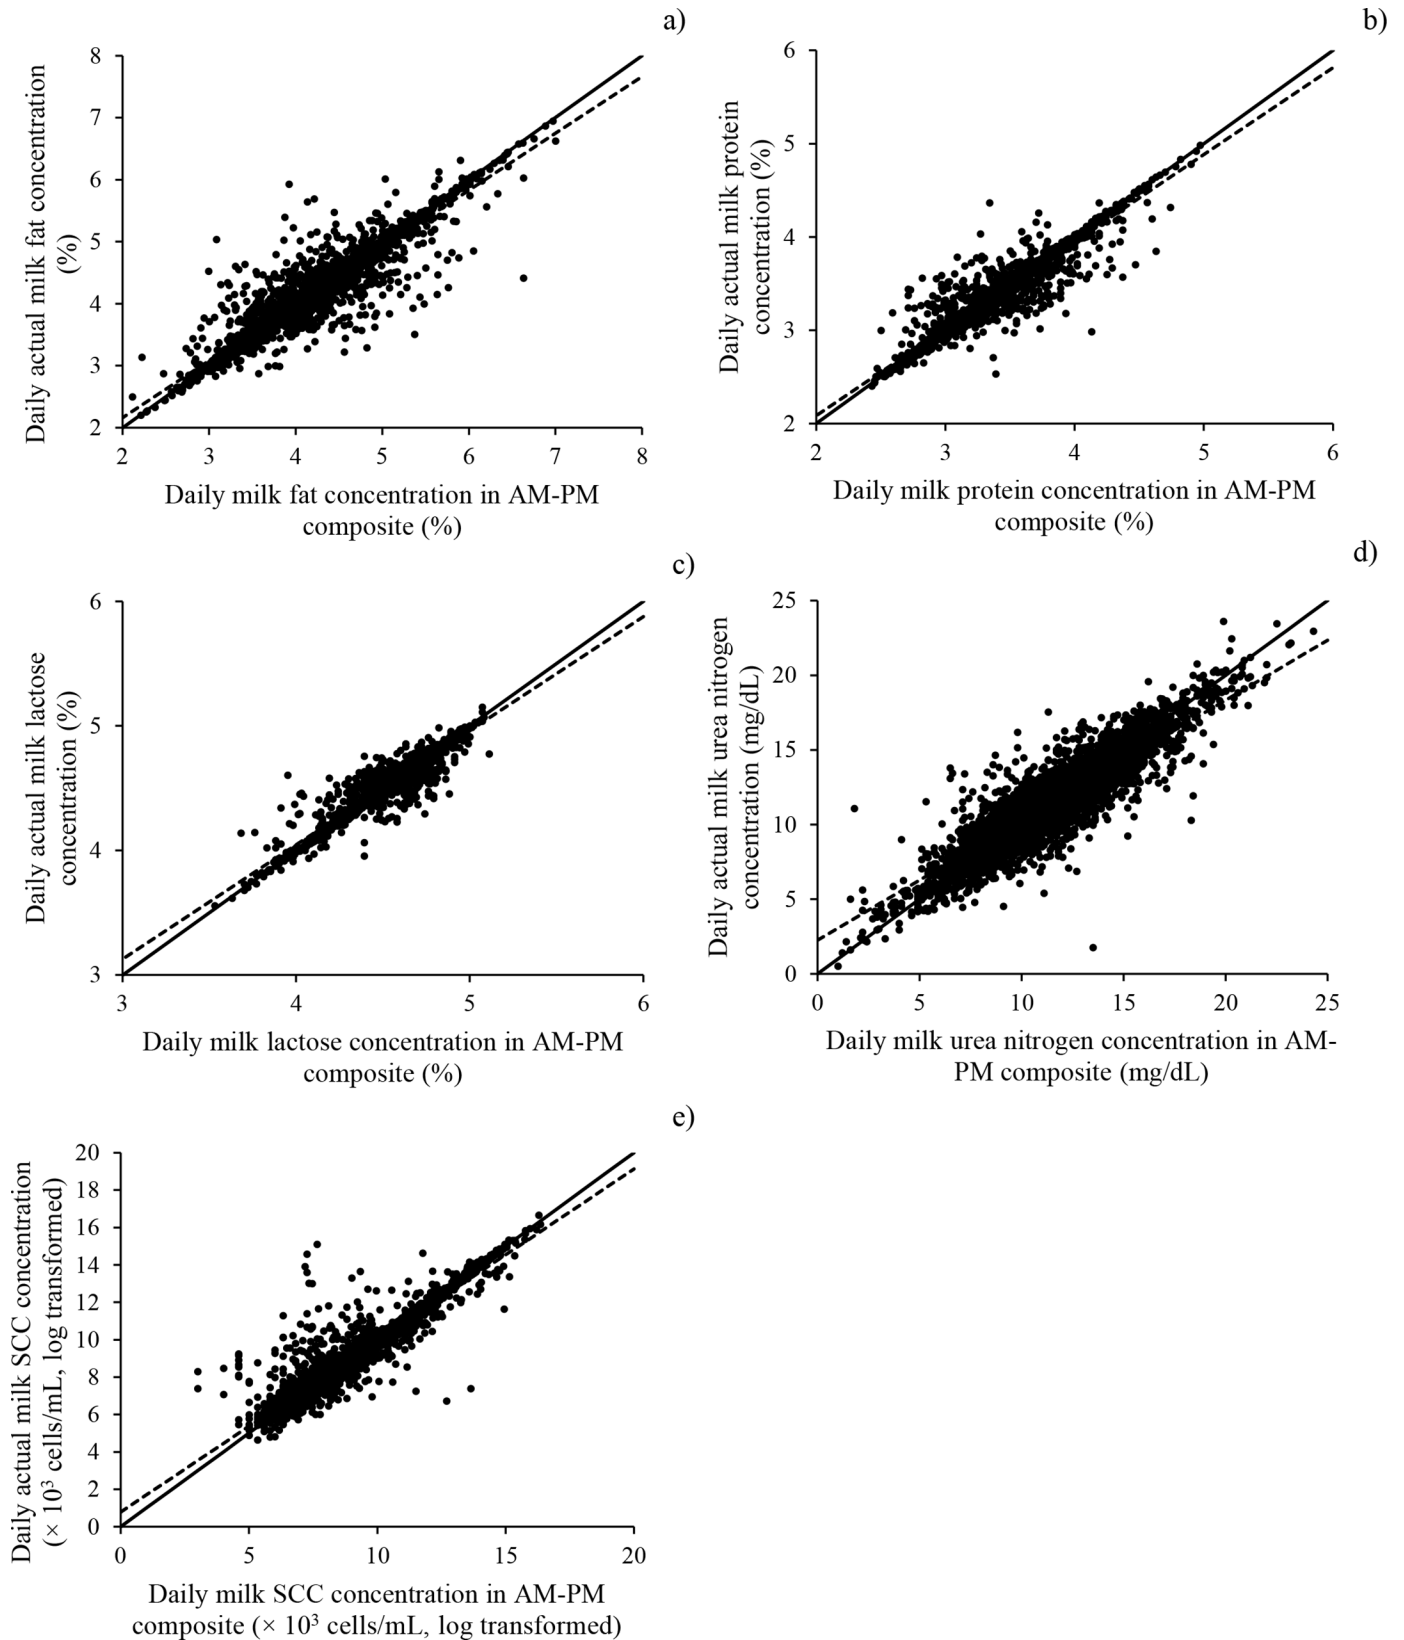 a)
Daily actual milk fat concentration
(%)
8
7
6
5
4
3
2
2 3 4 5 6 7 8
Daily milk fat concentration in AM-PM
composite (%)
b)
Daily actual milk protein
concentration (%)
6
5
4
3
2
2 3 4 5 6
Daily milk protein concentration in AM-PM
composite (%)
c)
Daily actual milk lactose
concentration (%)
6
5
4
3
3 4 5 6
Daily milk lactose concentration in AM-PM
composite (%)
d)
Daily actual milk urea nitrogen
concentration (mg/dL)
25
20
15
10
5
0
0 5 10 15 20 25
Daily milk urea nitrogen concentration in AM-
PM composite (mg/dL)
e)
Daily actual milk SCC concentration
(× 10³ cells/mL, log transformed)
20
18
16
14
12
10
8
6
4
2
0
0 5 10 15 20
Daily milk SCC concentration in AM-PM
composite (× 10³ cells/mL, log transformed)